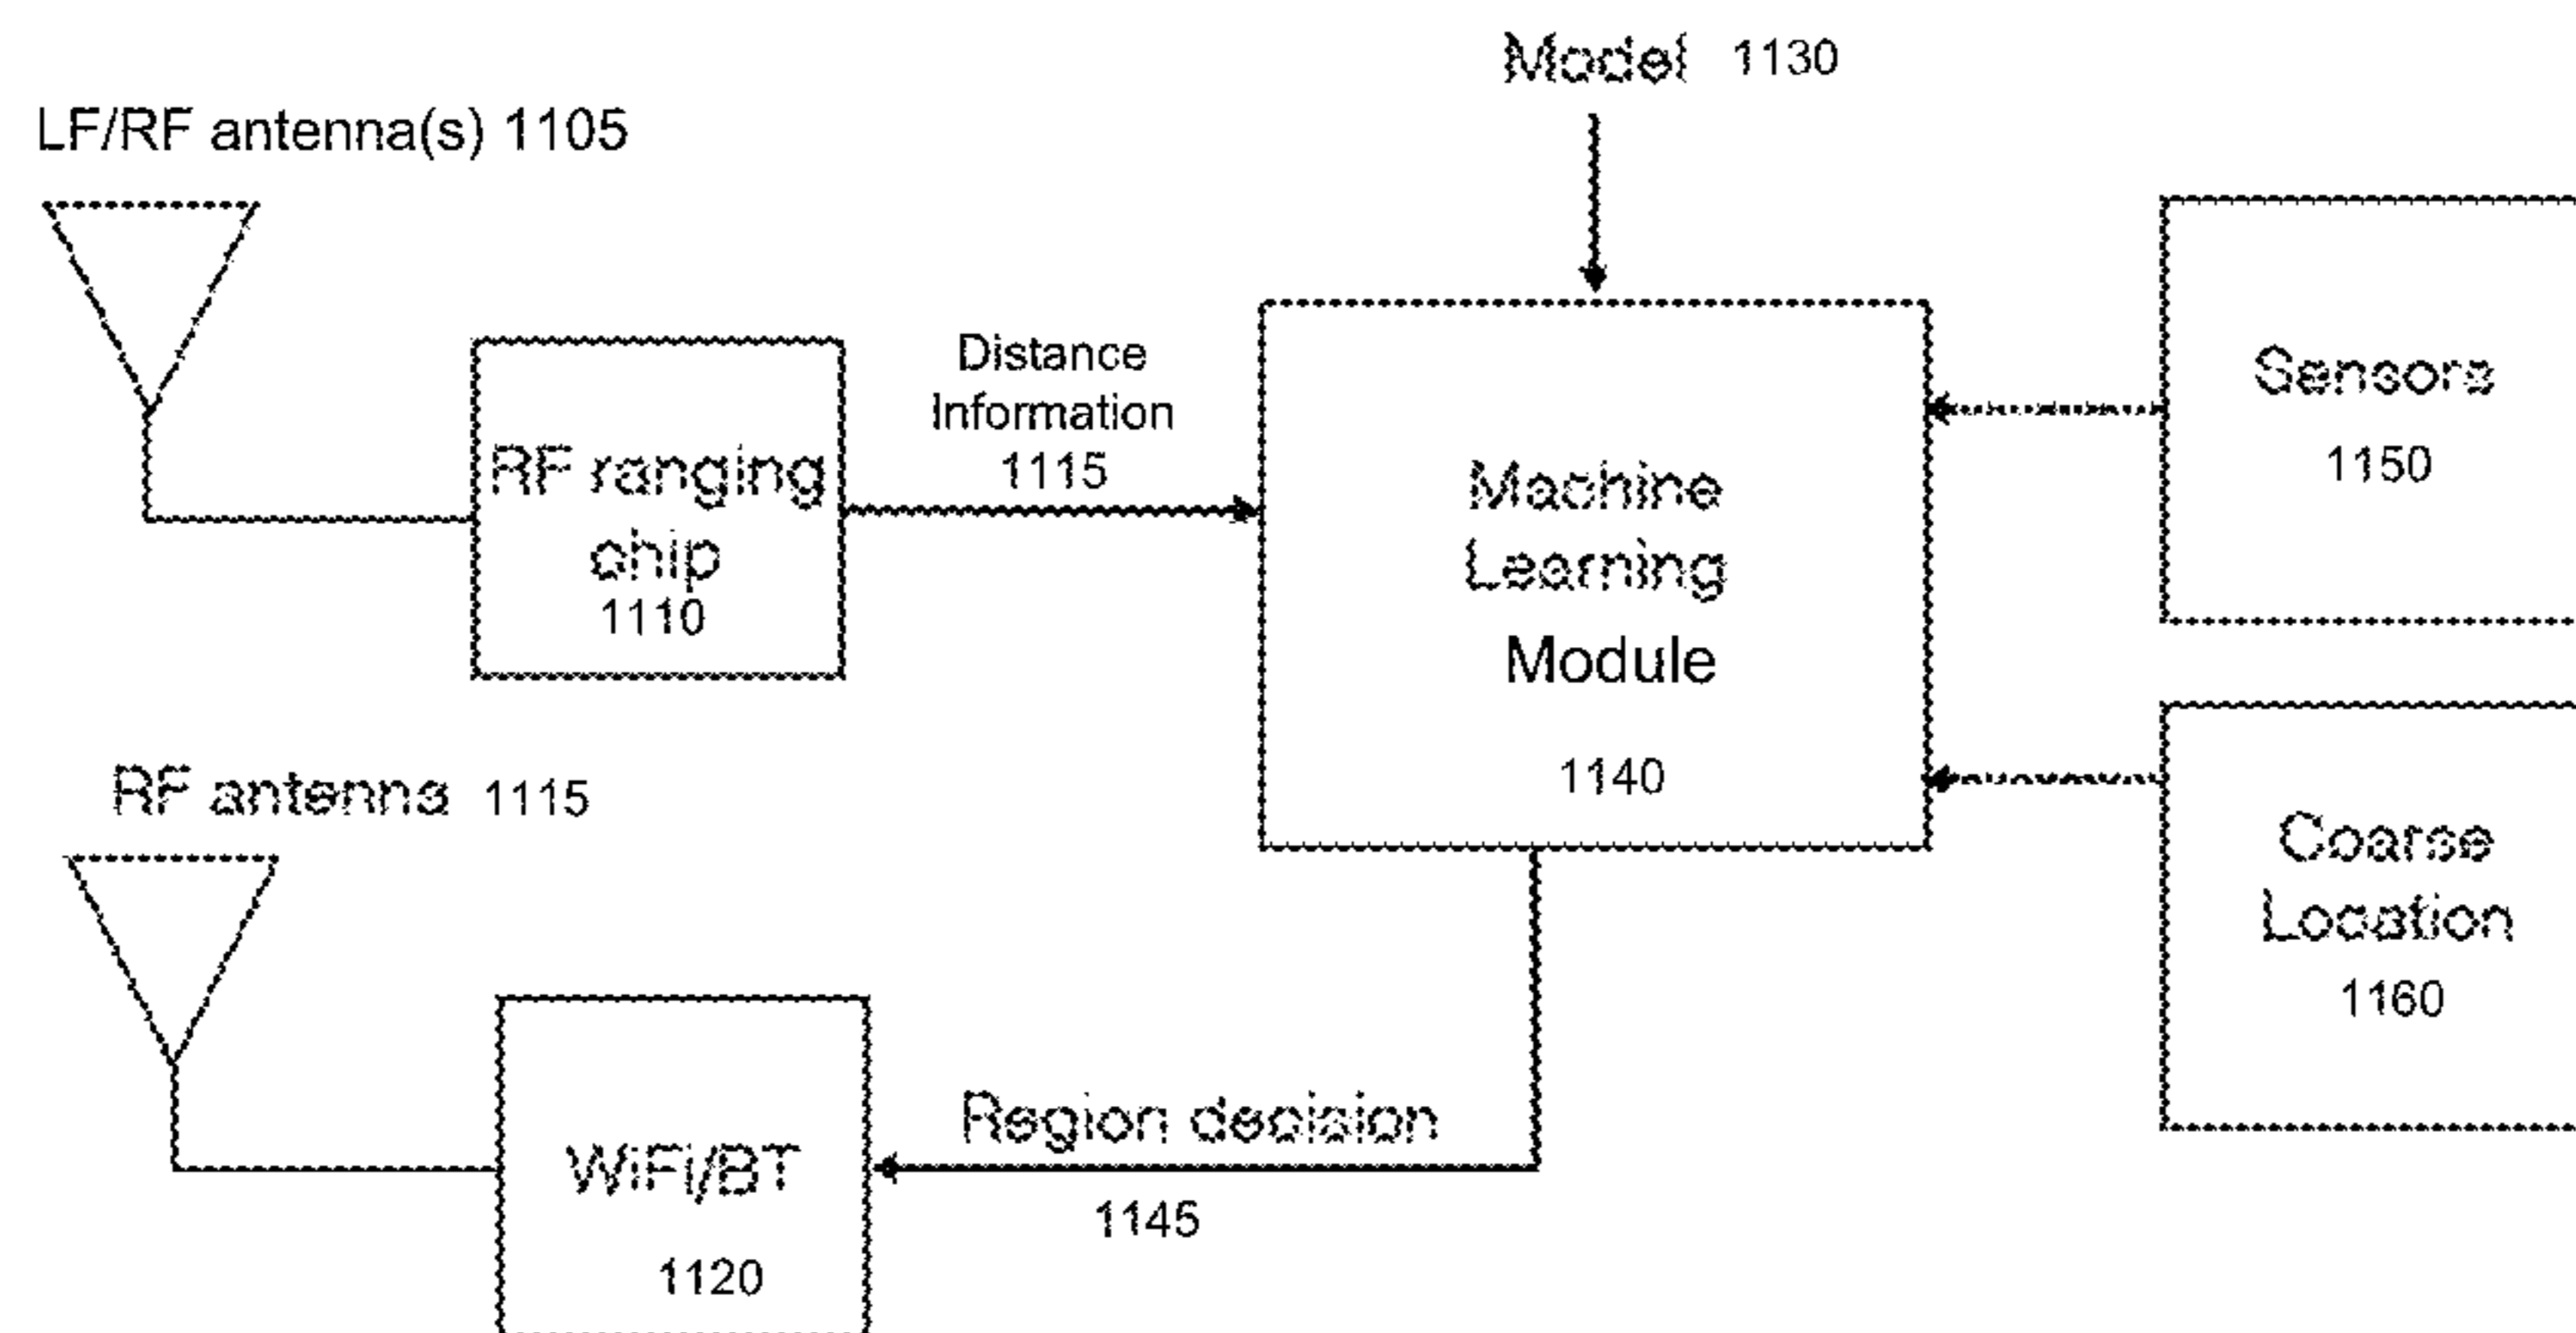 Model 1130
LF/RF antenna(s) 1105
Distance
Information
1115
RF ranging
chip
1110
Machine
Learning
Module
1140
Sensors
1150
RF antenna 1115
Coarse
Location
1160
WiFi/BT
1120
Region decision
1145